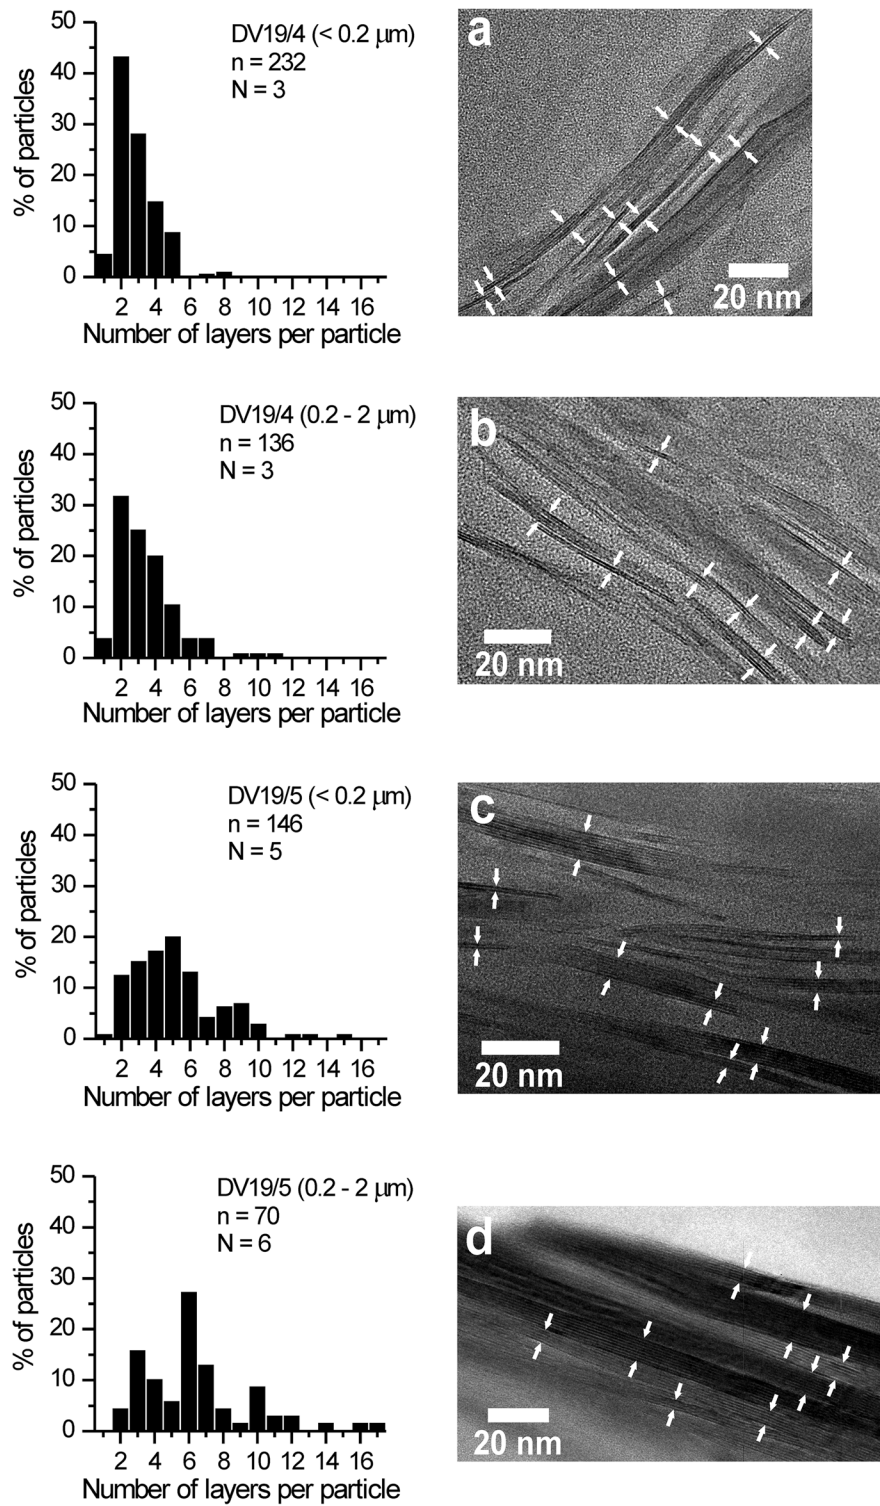 50
40
30
20
10
0
% of particles
DV19/4 (< 0.2 μm)
n = 232
N = 3
2 4 6 8 10 12 14 16
Number of layers per particle
a
20 nm
50
40
30
20
10
0
% of particles
DV19/4 (0.2 - 2 μm)
n = 136
N = 3
2 4 6 8 10 12 14 16
Number of layers per particle
b
20 nm
50
40
30
20
10
0
% of particles
DV19/5 (< 0.2 μm)
n = 146
N = 5
2 4 6 8 10 12 14 16
Number of layers per particle
c
20 nm
50
40
30
20
10
0
% of particles
DV19/5 (0.2 - 2 μm)
n = 70
N = 6
2 4 6 8 10 12 14 16
Number of layers per particle
d
20 nm